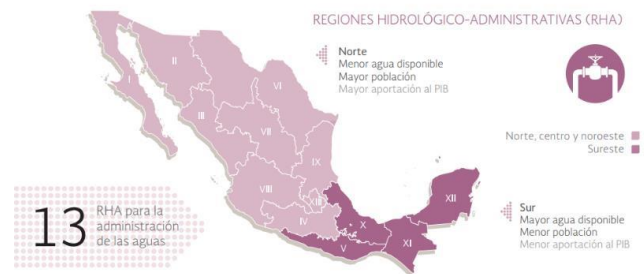 REGIONES HIDROLÓGICO-ADMINISTRATIVAS (RHA)
Norte
Menor agua disponible
Mayor población
Mayor aportación al PIB
I
II
III
VI
VII
IX
VIII
XIII
IV
V
X
XI
XII
Norte, centro y noroeste
Sureste
13
RHA para la
administración
de las aguas
Sur
Mayor agua disponible
Menor población
Menor aportación al PIB